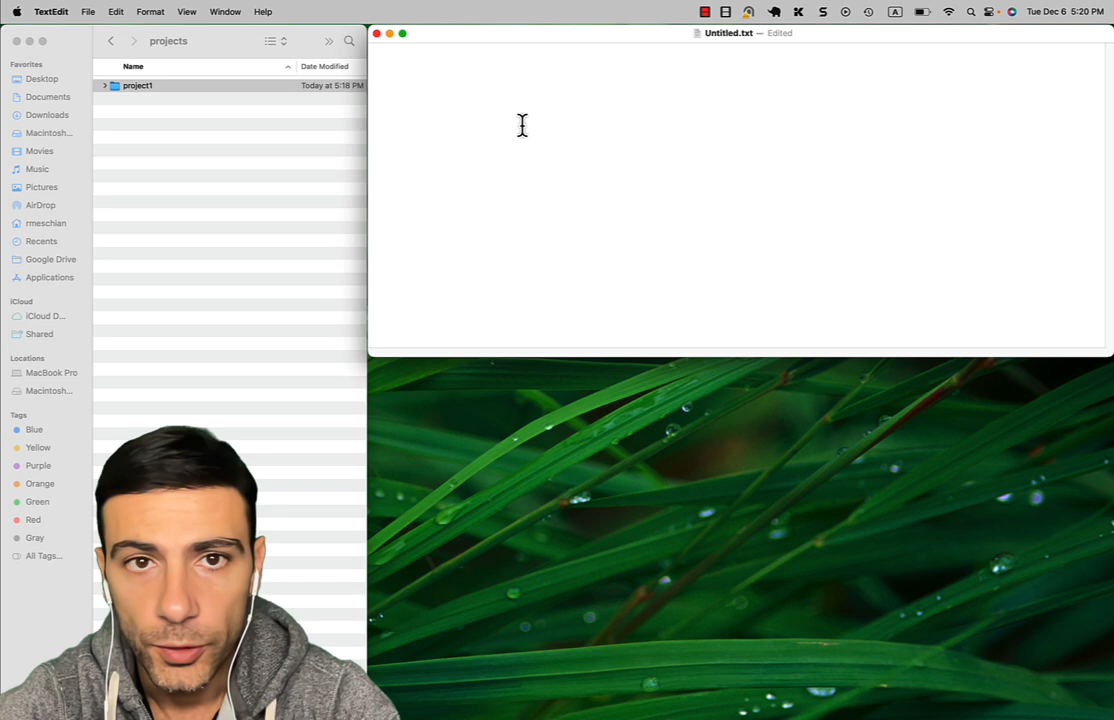 TextEdit File Edit Format View Window Help A Tue Dec 6 5:20 PM
projects
Untitled.txt — Edited
Favorites
Desktop
Documents
Downloads
Macintosh...
Movies
Music
Pictures
AirDrop
rmeschian
Recents
Google Drive
Applications
iCloud
iCloud D...
Shared
Locations
MacBook Pro
Macintosh...
Tags
Blue
Yellow
Purple
Orange
Green
Red
Gray
All Tags...
Name Date Modified
project1 Today at 5:18 PM